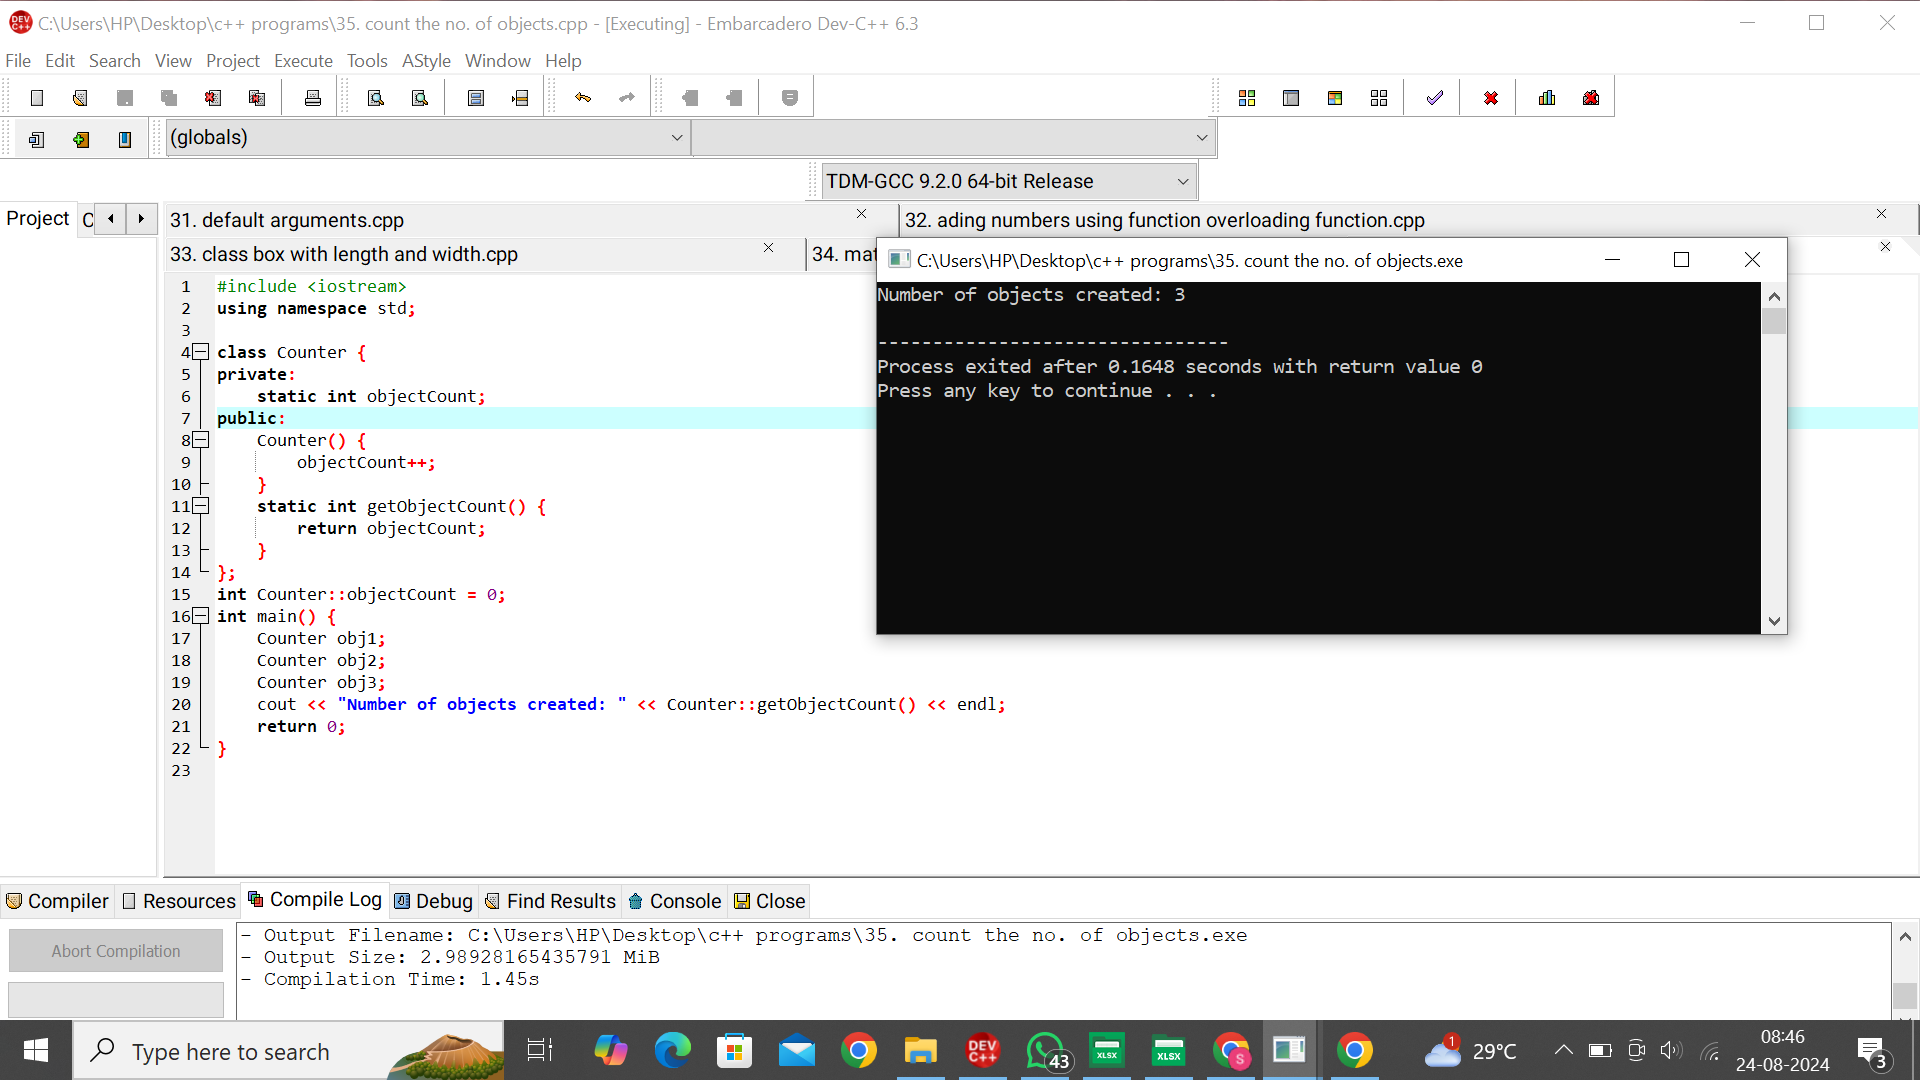 C:\Users\HP\Desktop\c++ programs\35. count the no. of objects.cpp - [Executing] - Embarcadero Dev-C++ 6.3
File Edit Search View Project Execute Tools AStyle Window Help
(globals)
TDM-GCC 9.2.0 64-bit Release
Project
31. default arguments.cpp
32. ading numbers using function overloading function.cpp
33. class box with length and width.cpp
34. mat
C:\Users\HP\Desktop\c++ programs\35. count the no. of objects.exe
Number of objects created: 3
--------------------------------
Process exited after 0.1648 seconds with return value 0
Press any key to continue . . .
1 #include <iostream>
2 using namespace std;
3
4 class Counter {
5 private:
6     static int objectCount;
7 public:
8     Counter() {
9         objectCount++;
10     }
11     static int getObjectCount() {
12         return objectCount;
13     }
14 };
15 int Counter::objectCount = 0;
16 int main() {
17     Counter obj1;
18     Counter obj2;
19     Counter obj3;
20     cout << "Number of objects created: " << Counter::getObjectCount() << endl;
21     return 0;
22 }
23
Compiler Resources Compile Log Debug Find Results Console Close
Abort Compilation
- Output Filename: C:\Users\HP\Desktop\c++ programs\35. count the no. of objects.exe
- Output Size: 2.98928165435791 MiB
- Compilation Time: 1.45s
Type here to search
DEV C++
43
XLSX
XLSX
S
1
29°C
08:46
24-08-2024
3